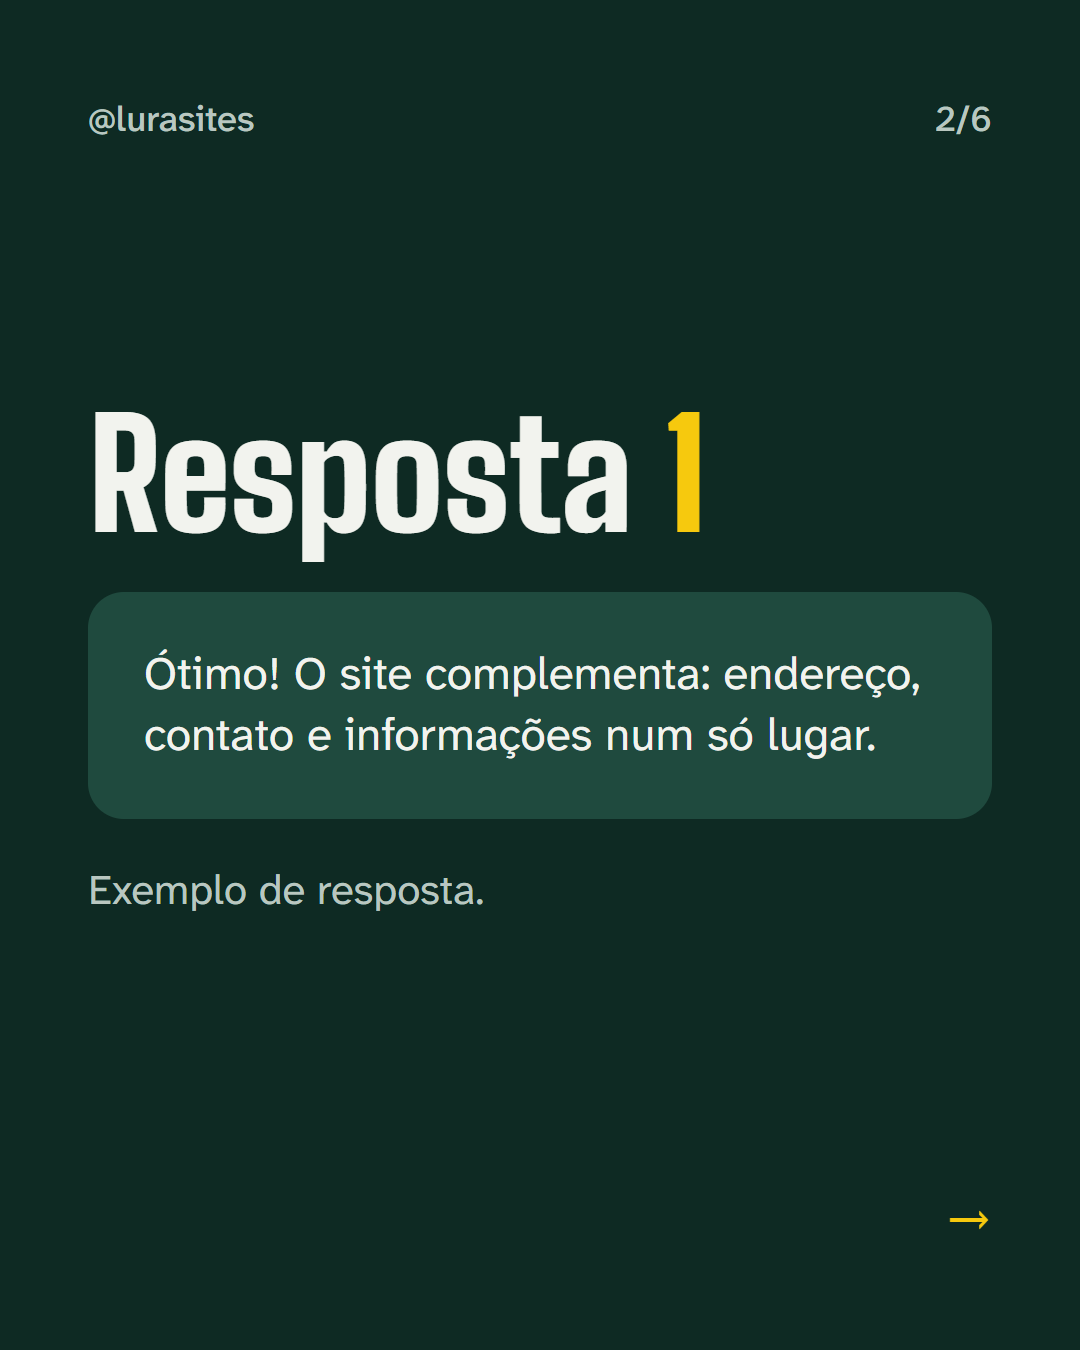 @lurasites
2/6
Resposta 1
Ótimo! O site complementa: endereço,
contato e informações num só lugar.
Exemplo de resposta.
→